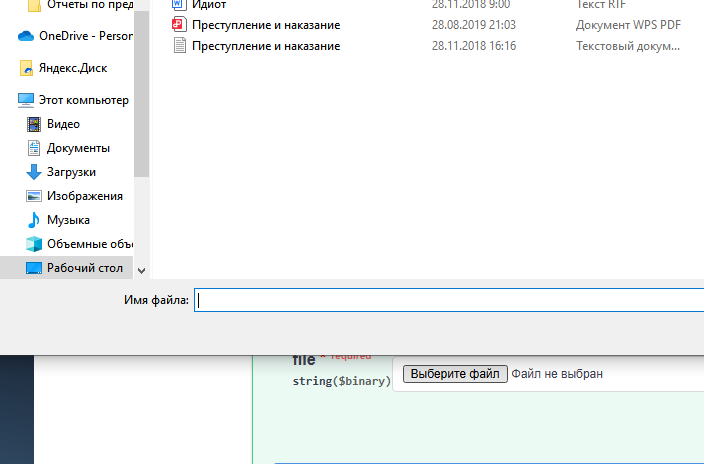 Отчеты по пред
Идиот 28.11.2018 9:00 Текст RTF
Преступление и наказание 28.08.2019 21:03 Документ WPS PDF
OneDrive - Person
Преступление и наказание 28.11.2018 16:16 Текстовый докум...
Яндекс.Диск
Этот компьютер
Видео
Документы
Загрузки
Изображения
Музыка
Объемные объе
Рабочий стол
Имя файла:
file * required
string($binary)
Выберите файл Файл не выбран